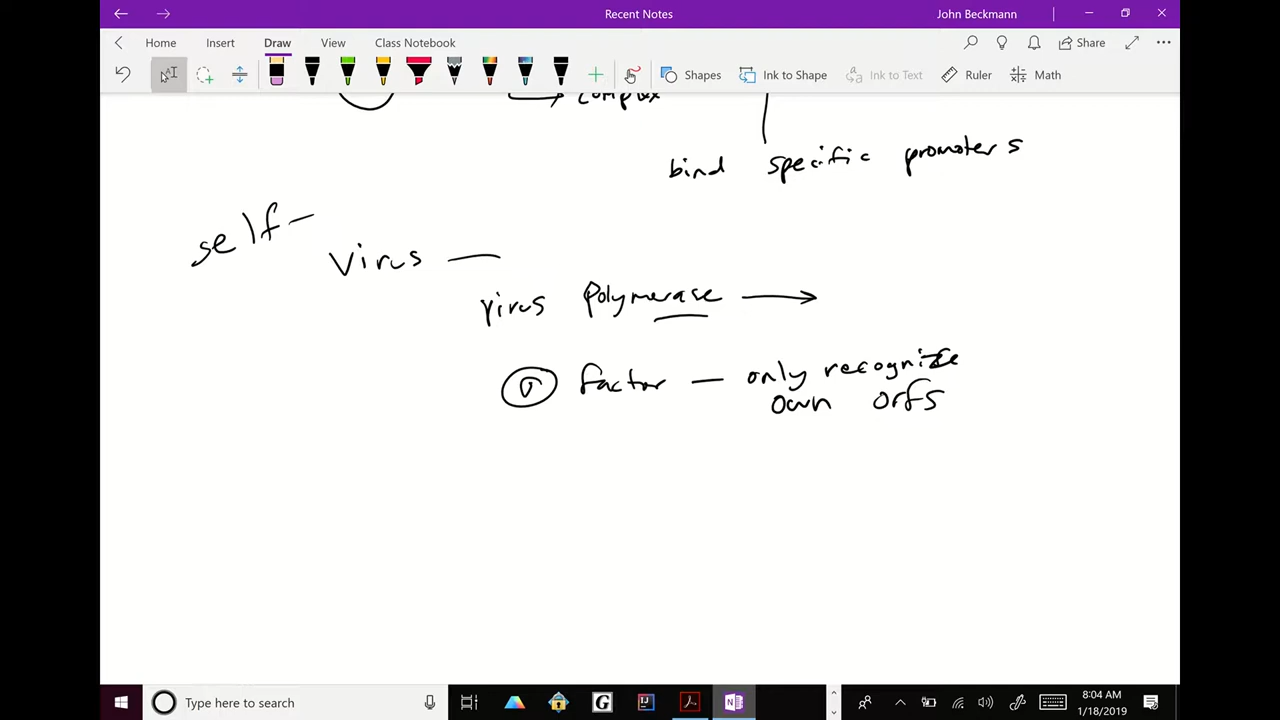 Recent Notes
John Beckmann
Home Insert Draw View Class Notebook
Share
Shapes Ink to Shape Ink to Text Ruler Math
complex
bind specific promoters
self –
Virus —
virus polymerase →
σ factor — only recognize
own orfs
Type here to search
8:04 AM
1/18/2019